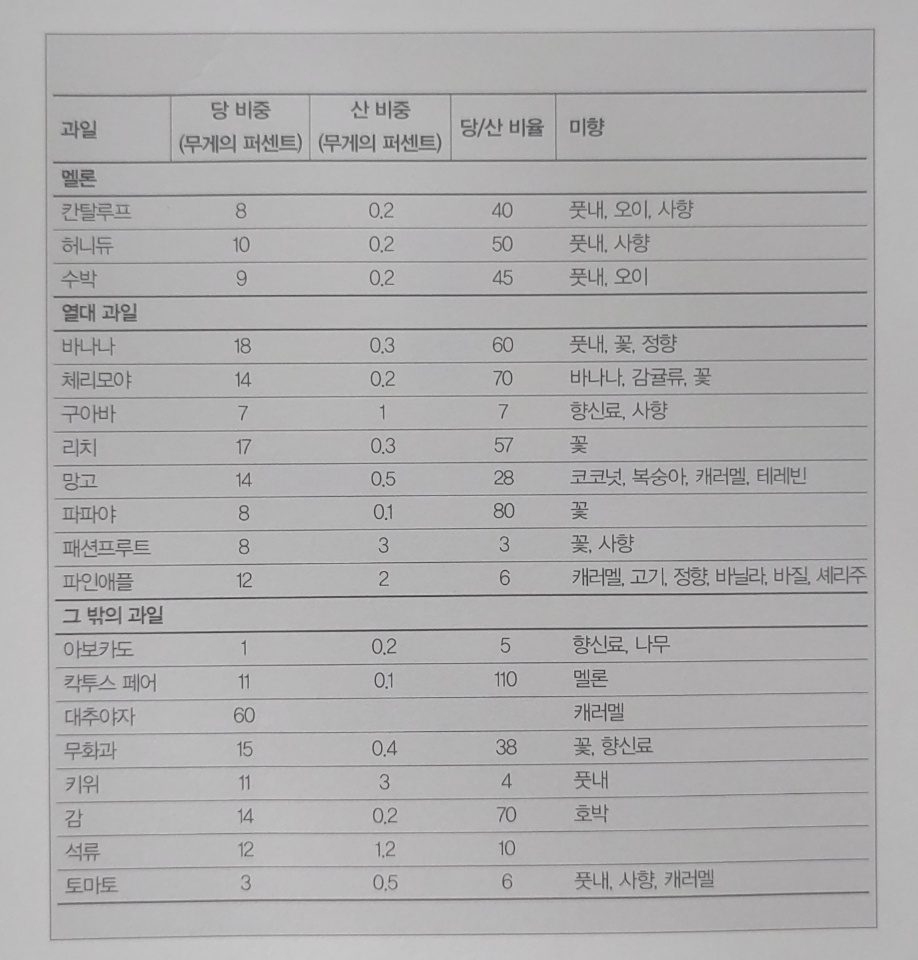 과일 당 비중 (무게의 퍼센트) 산 비중 (무게의 퍼센트) 당/산 비율 미향
멜론
칸탈루프 8 0.2 40 풋내, 오이, 사향
허니듀 10 0.2 50 풋내, 사향
수박 9 0.2 45 풋내, 오이
열대 과일
바나나 18 0.3 60 풋내, 꽃, 정향
체리모야 14 0.2 70 바나나, 감귤류, 꽃
구아바 7 1 7 향신료, 사향
리치 17 0.3 57 꽃
망고 14 0.5 28 코코넛, 복숭아, 캐러멜, 테레빈
파파야 8 0.1 80 꽃
패션프루트 8 3 3 꽃, 사향
파인애플 12 2 6 캐러멜, 고기, 정향, 바닐라, 바질, 셰리주
그 밖의 과일
아보카도 1 0.2 5 향신료, 나무
칵투스 페어 11 0.1 110 멜론
대추야자 60 캐러멜
무화과 15 0.4 38 꽃, 향신료
키위 11 3 4 풋내
감 14 0.2 70 호박
석류 12 1.2 10
토마토 3 0.5 6 풋내, 사향, 캐러멜